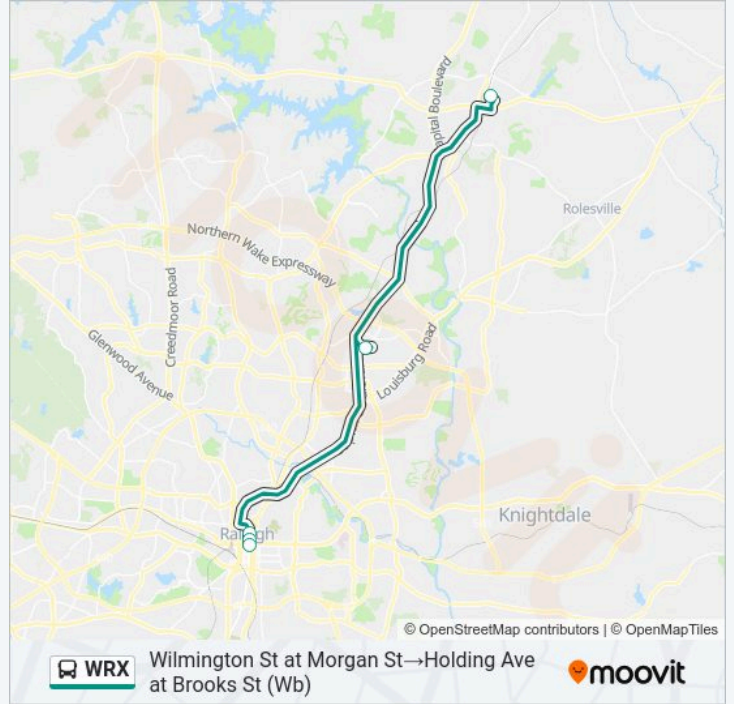 apital Boulevard
Rolesville
Northern Wake Expressway
Creedmoor Road
Glenwood Avenue
Louisburg Road
Knightdale
© OpenStreetMap contributors | © OpenMapTiles
WRX
Wilmington St at Morgan St→Holding Ave
at Brooks St (Wb)
moovit